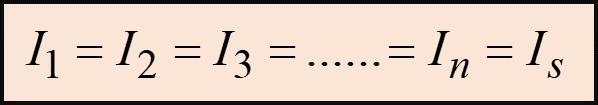 I₁ = I₂ = I₃ = ...... = Iₙ = Iₛ